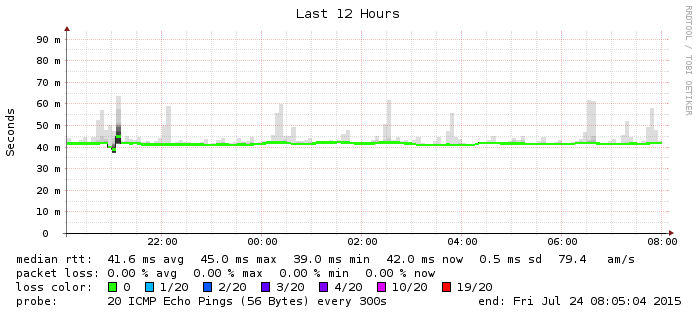 Last 12 Hours
RRDTOOL / TOBI OETIKER
Seconds
90 m
80 m
70 m
60 m
50 m
40 m
30 m
20 m
10 m
0
22:00 00:00 02:00 04:00 06:00 08:00
median rtt: 41.6 ms avg 45.0 ms max 39.0 ms min 42.0 ms now 0.5 ms sd 79.4 am/s
packet loss: 0.00 % avg 0.00 % max 0.00 % min 0.00 % now
loss color: 0 1/20 2/20 3/20 4/20 10/20 19/20
probe: 20 ICMP Echo Pings (56 Bytes) every 300s end: Fri Jul 24 08:05:04 2015